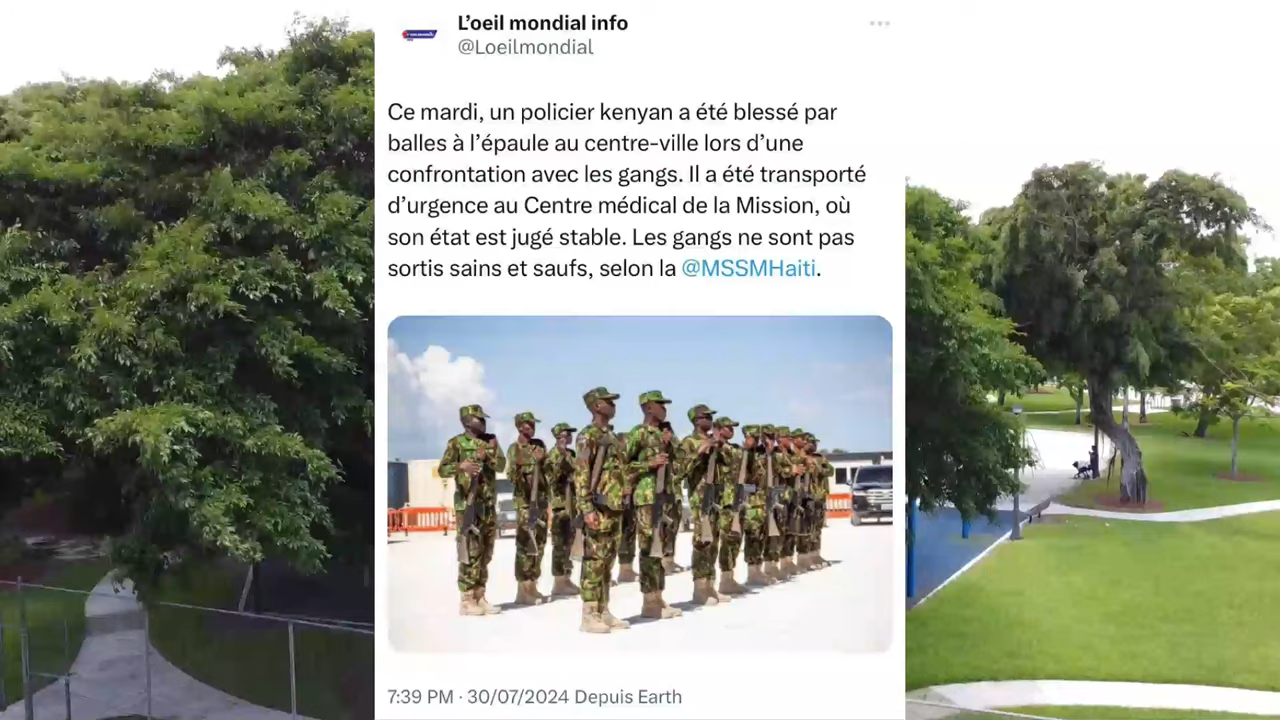 L'oeil mondial info
@Loeilmondial
Ce mardi, un policier kenyan a été blessé par
balles à l'épaule au centre-ville lors d'une
confrontation avec les gangs. Il a été transporté
d'urgence au Centre médical de la Mission, où
son état est jugé stable. Les gangs ne sont pas
sortis sains et saufs, selon la @MSSMHaiti.
7:39 PM · 30/07/2024 Depuis Earth